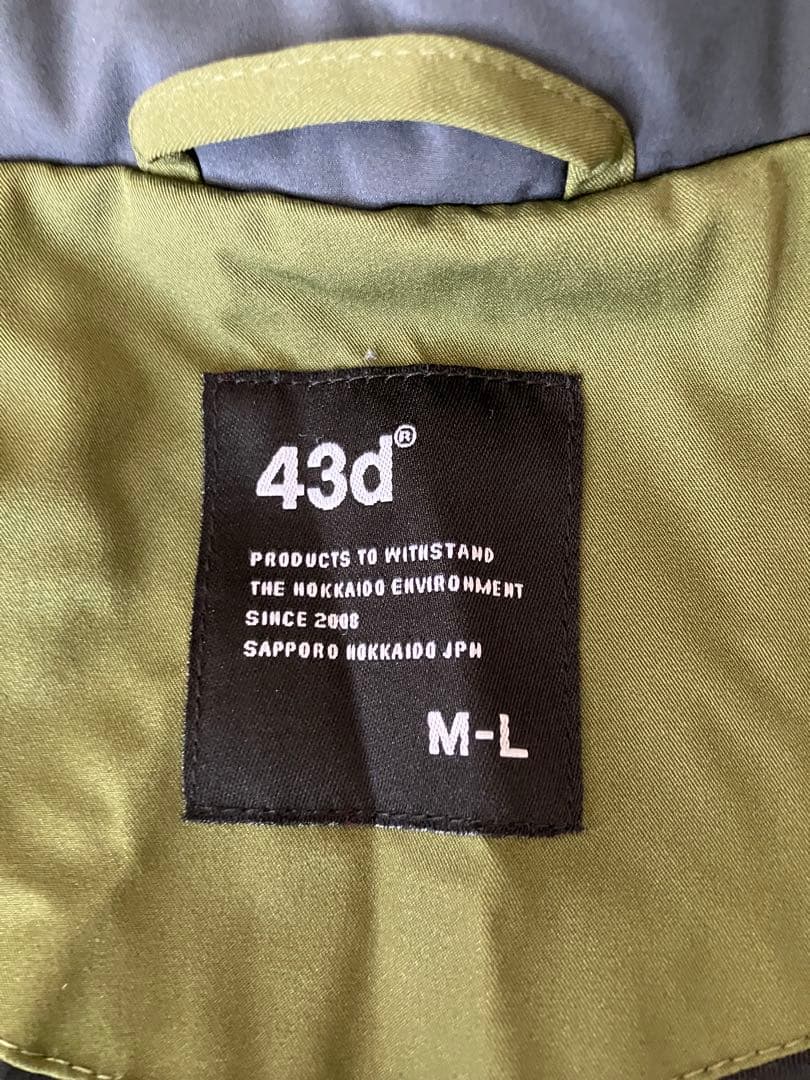 43d®
PRODUCTS TO WITHSTAND
THE HOKKAIDO ENVIRONMENT
SINCE 2008
SAPPORO HOKKAIDO JPN
M-L